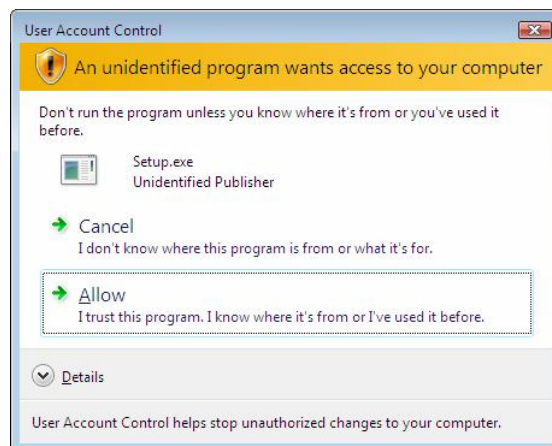 User Account Control
An unidentified program wants access to your computer
Don't run the program unless you know where it's from or you've used it
before.
Setup.exe
Unidentified Publisher
Cancel
I don't know where this program is from or what it's for.
Allow
I trust this program. I know where it's from or I've used it before.
Details
User Account Control helps stop unauthorized changes to your computer.